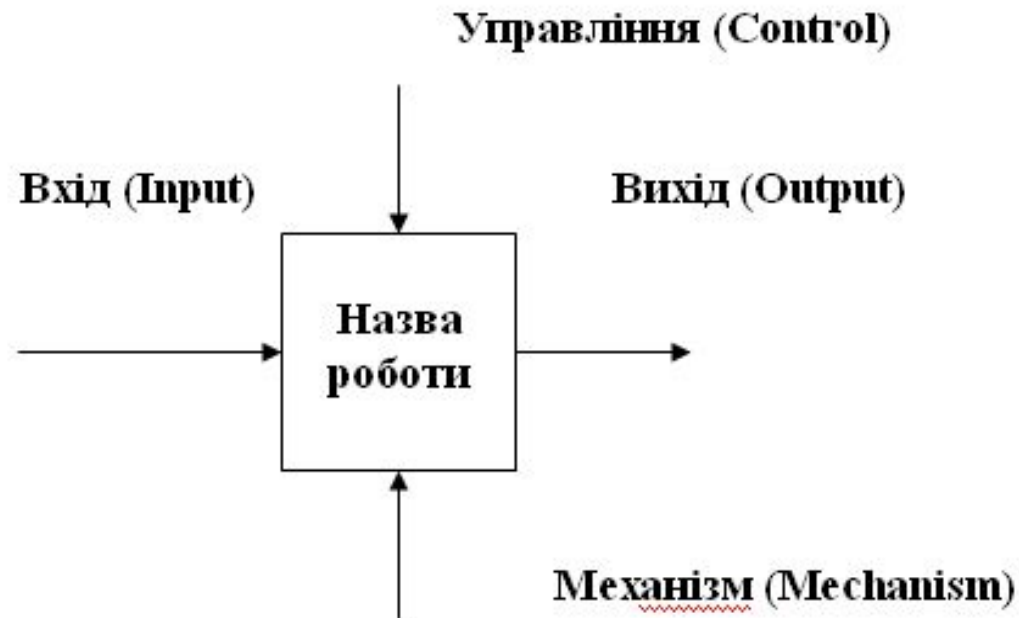 Управління (Control)
Вхід (Input)
Вихід (Output)
Назва
роботи
Механізм (Mechanism)